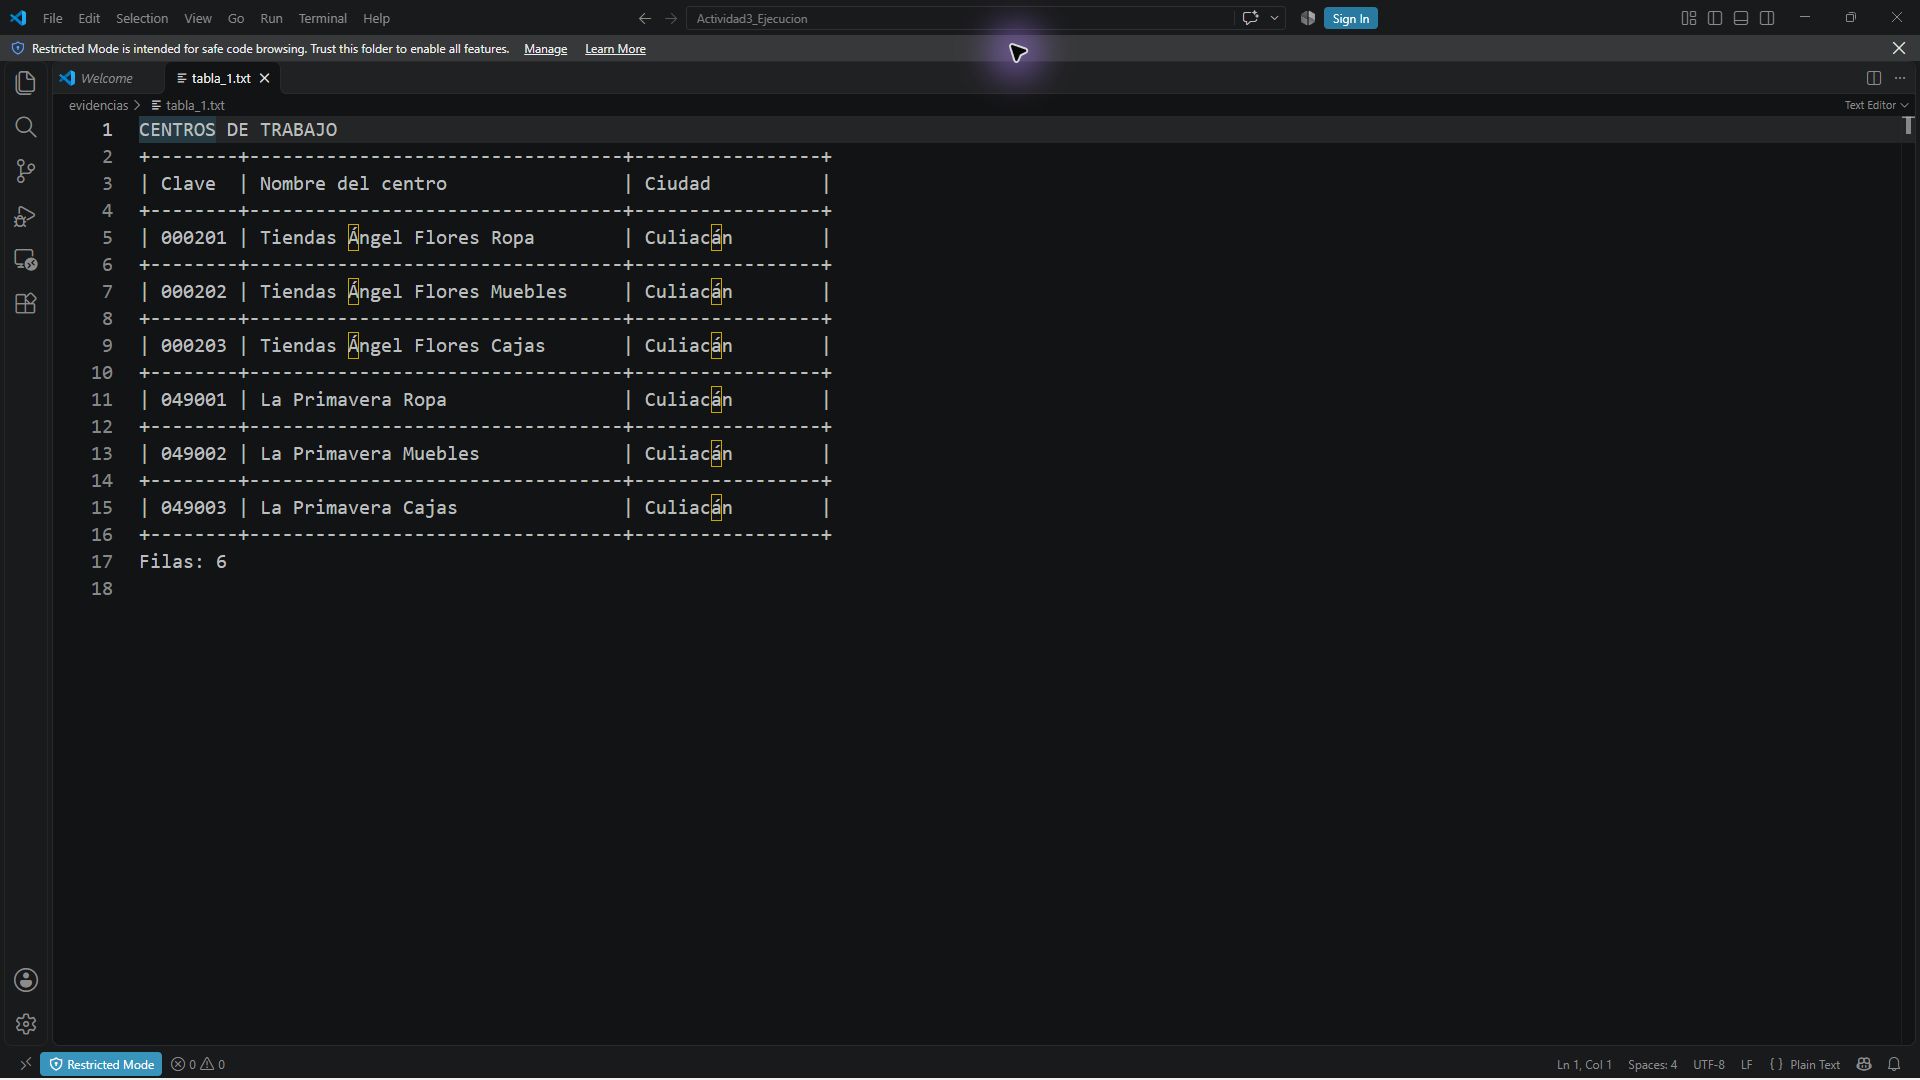 File Edit Selection View Go Run Terminal Help
Actividad3_Ejecucion
Sign In
Restricted Mode is intended for safe code browsing. Trust this folder to enable all features. Manage Learn More
Welcome
tabla_1.txt
evidencias > tabla_1.txt
Text Editor
1 CENTROS DE TRABAJO
2 +--------+----------------------------------+-----------------+
3 | Clave  | Nombre del centro                | Ciudad          |
4 +--------+----------------------------------+-----------------+
5 | 000201 | Tiendas Ángel Flores Ropa        | Culiacán        |
6 +--------+----------------------------------+-----------------+
7 | 000202 | Tiendas Ángel Flores Muebles     | Culiacán        |
8 +--------+----------------------------------+-----------------+
9 | 000203 | Tiendas Ángel Flores Cajas       | Culiacán        |
10 +--------+----------------------------------+-----------------+
11 | 049001 | La Primavera Ropa                | Culiacán        |
12 +--------+----------------------------------+-----------------+
13 | 049002 | La Primavera Muebles             | Culiacán        |
14 +--------+----------------------------------+-----------------+
15 | 049003 | La Primavera Cajas               | Culiacán        |
16 +--------+----------------------------------+-----------------+
17 Filas: 6
18
Restricted Mode 0 0
Ln 1, Col 1 Spaces: 4 UTF-8 LF {} Plain Text